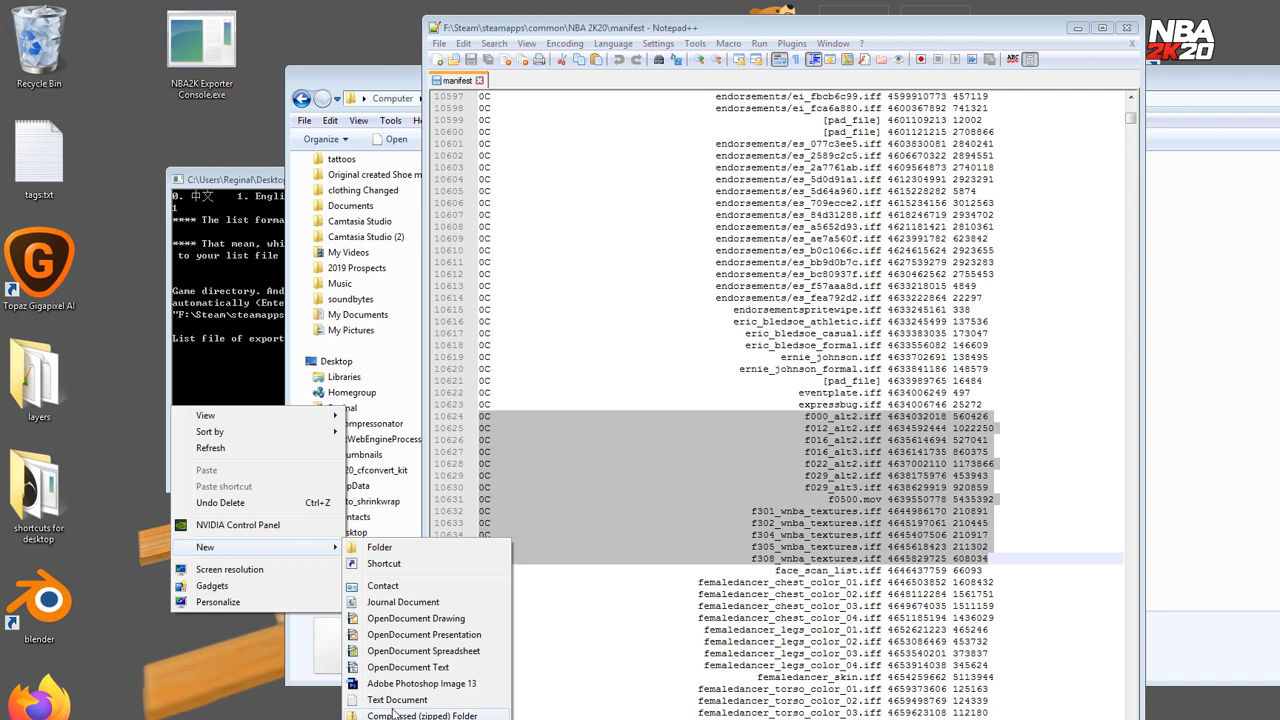 Recycle Bin
NBA2K Exporter
Console.exe
tags.txt
Topaz Gigapixel AI
layers
shortcuts for
desktop
blender
NBA
2K20
C:\Users\Reginal\Deskto
0. 中文 1. Engli
1
**** The list forma
**** That mean, whi
to your list file
Game directory. And
automatically (Ente
"F:\Steam\steamapps
List file of export
Computer
File Edit View Tools H
Organize Open
tattoos
Original created Shoe m
clothing Changed
Documents
Camtasia Studio
Camtasia Studio (2)
My Videos
2019 Prospects
Music
soundbytes
My Documents
My Pictures
Desktop
Libraries
Homegroup
View
Sort by
Refresh
Paste
Paste shortcut
Undo Delete Ctrl+Z
NVIDIA Control Panel
New
Screen resolution
Gadgets
Personalize
Folder
Shortcut
Contact
Journal Document
OpenDocument Drawing
OpenDocument Presentation
OpenDocument Spreadsheet
OpenDocument Text
Adobe Photoshop Image 13
Text Document
Compressed (zipped) Folder
F:\Steam\steamapps\common\NBA 2K20\manifest - Notepad++
File Edit Search View Encoding Language Settings Tools Macro Run Plugins Window ?
X
manifest
10597 0C endorsements/ei_fbcb6c99.iff 4599910773 457119
10598 0C endorsements/ei_fca6a880.iff 4600367892 741321
10599 0C [pad_file] 4601109213 12002
10600 0C [pad_file] 4601121215 2708866
10601 0C endorsements/es_077c3ee5.iff 4603830081 2840241
10602 0C endorsements/es_2589c2c5.iff 4606670322 2894551
10603 0C endorsements/es_2a7761ab.iff 4609564873 2740118
10604 0C endorsements/es_5d0d91a1.iff 4612304991 2923291
10605 0C endorsements/es_5d64a960.iff 4615228282 5874
10606 0C endorsements/es_709ecce2.iff 4615234156 3012563
10607 0C endorsements/es_84d31288.iff 4618246719 2934702
10608 0C endorsements/es_a5652d93.iff 4621181421 2810361
10609 0C endorsements/es_ae7a560f.iff 4623991782 623842
10610 0C endorsements/es_b0c1066c.iff 4624615624 2923655
10611 0C endorsements/es_bb9d0b7c.iff 4627539279 2923283
10612 0C endorsements/es_bc80937f.iff 4630462562 2755453
10613 0C endorsements/es_f57aaa8d.iff 4633218015 4849
10614 0C endorsements/es_fea792d2.iff 4633222864 22297
10615 0C endorsementspritewipe.iff 338
10616 0C eric_bledsoe_athletic.iff 4633245499 137536
10617 0C eric_bledsoe_casual.iff 4633383035 173047
10618 0C eric_bledsoe_formal.iff 4633556082 146609
10619 0C ernie_johnson.iff 4633702691 138495
10620 0C ernie_johnson_formal.iff 4633841186 148579
10621 0C [pad_file] 4633989765 16484
10622 0C eventplate.iff 4634006249 497
10623 0C expressbug.iff 4634006746 25272
10624 0C f000_alt2.iff 4634032018 560426
10625 0C f012_alt2.iff 4634592444 1022250
10626 0C f016_alt2.iff 4635614694 527041
10627 0C f016_alt3.iff 4636141735 860375
10628 0C f022_alt2.iff 4637002110 1173866
10629 0C f029_alt2.iff 4638175976 453943
10630 0C f029_alt3.iff 4638629919 920859
10631 0C f0500.mov 4639550778 5435392
10632 0C f301_wnba_textures.iff 4644986170 210891
10633 0C f302_wnba_textures.iff 4645197061 210445
10634 0C f304_wnba_textures.iff 4645407506 210917
f305_wnba_textures.iff 4645618423 211302
f308_wnba_textures.iff 4645829725 608034
face_scan_list.iff 66093
femaledancer_chest_color_01.iff 4646503852 1608432
femaledancer_chest_color_02.iff 1561751
femaledancer_chest_color_03.iff 4649674035 1511159
femaledancer_chest_color_04.iff 4651185194 1436029
femaledancer_legs_color_01.iff 4652621223 465246
femaledancer_legs_color_02.iff 4653086469 453732
femaledancer_legs_color_03.iff 373837
femaledancer_legs_color_04.iff 4653914038 345624
femaledancer_skin.iff 4654259662 5113944
femaledancer_torso_color_01.iff 4659373606 125163
femaledancer_torso_color_02.iff 4659498769 124339
femaledancer_torso_color_03.iff 4659623108 112180